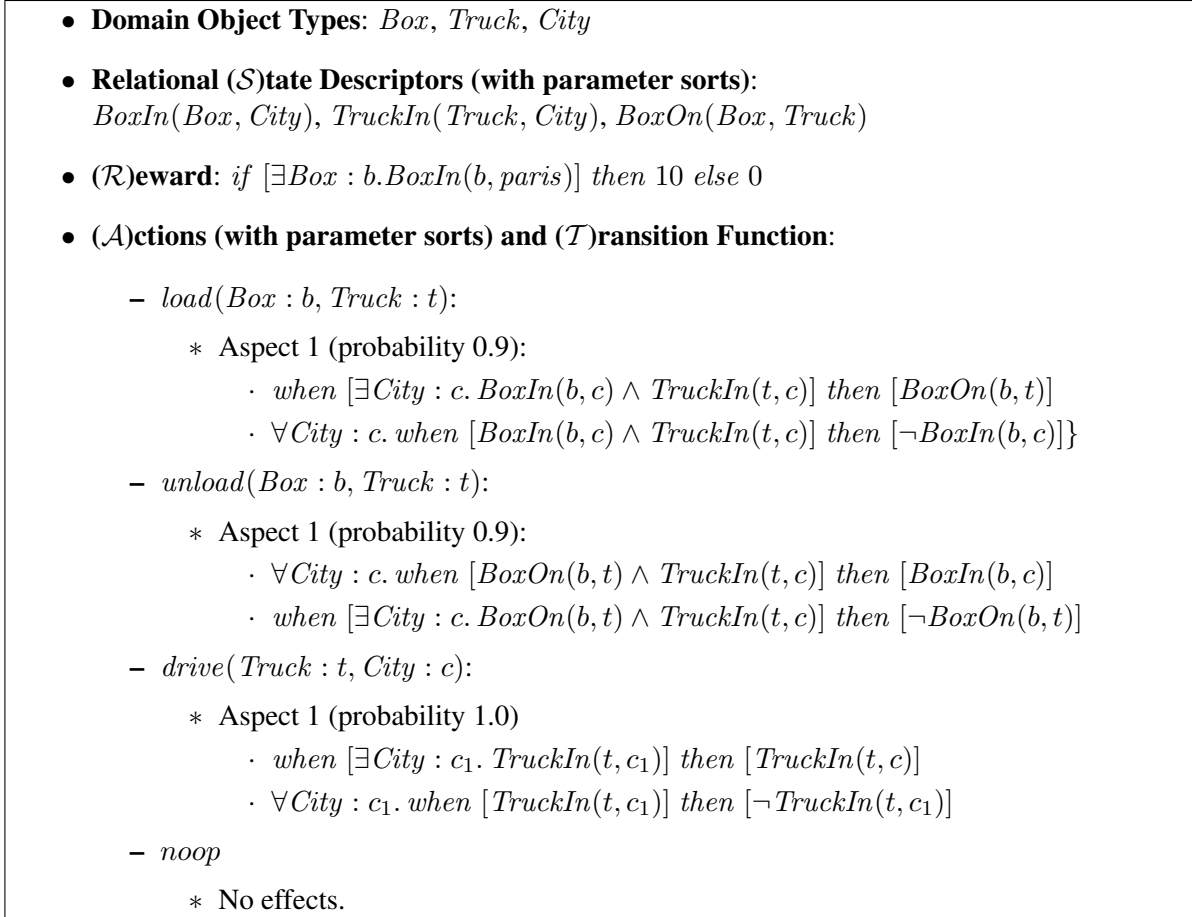 • Domain Object Types: Box, Truck, City
• Relational (𝒮)tate Descriptors (with parameter sorts):
BoxIn(Box, City), TruckIn(Truck, City), BoxOn(Box, Truck)
• (ℛ)eward: if [∃Box : b.BoxIn(b, paris)] then 10 else 0
• (𝒜)ctions (with parameter sorts) and (𝒯)ransition Function:
– load(Box : b, Truck : t):
∗ Aspect 1 (probability 0.9):
· when [∃City : c. BoxIn(b, c) ∧ TruckIn(t, c)] then [BoxOn(b, t)]
· ∀City : c. when [BoxIn(b, c) ∧ TruckIn(t, c)] then [¬BoxIn(b, c)]}
– unload(Box : b, Truck : t):
∗ Aspect 1 (probability 0.9):
· ∀City : c. when [BoxOn(b, t) ∧ TruckIn(t, c)] then [BoxIn(b, c)]
· when [∃City : c. BoxOn(b, t) ∧ TruckIn(t, c)] then [¬BoxOn(b, t)]
– drive(Truck : t, City : c):
∗ Aspect 1 (probability 1.0)
· when [∃City : c₁. TruckIn(t, c₁)] then [TruckIn(t, c)]
· ∀City : c₁. when [TruckIn(t, c₁)] then [¬TruckIn(t, c₁)]
– noop
∗ No effects.